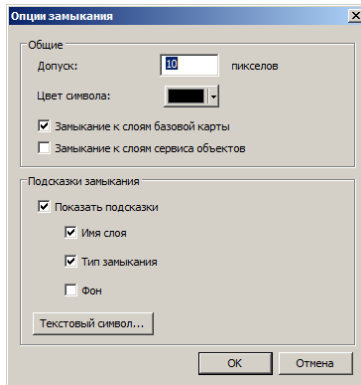 Опции замыкания
Общие
Допуск: 10 пикселов
Цвет символа:
Замыкание к слоям базовой карты
Замыкание к слоям сервиса объектов
Подсказки замыкания
Показать подсказки
Имя слоя
Тип замыкания
Фон
Текстовый символ...
OK Отмена